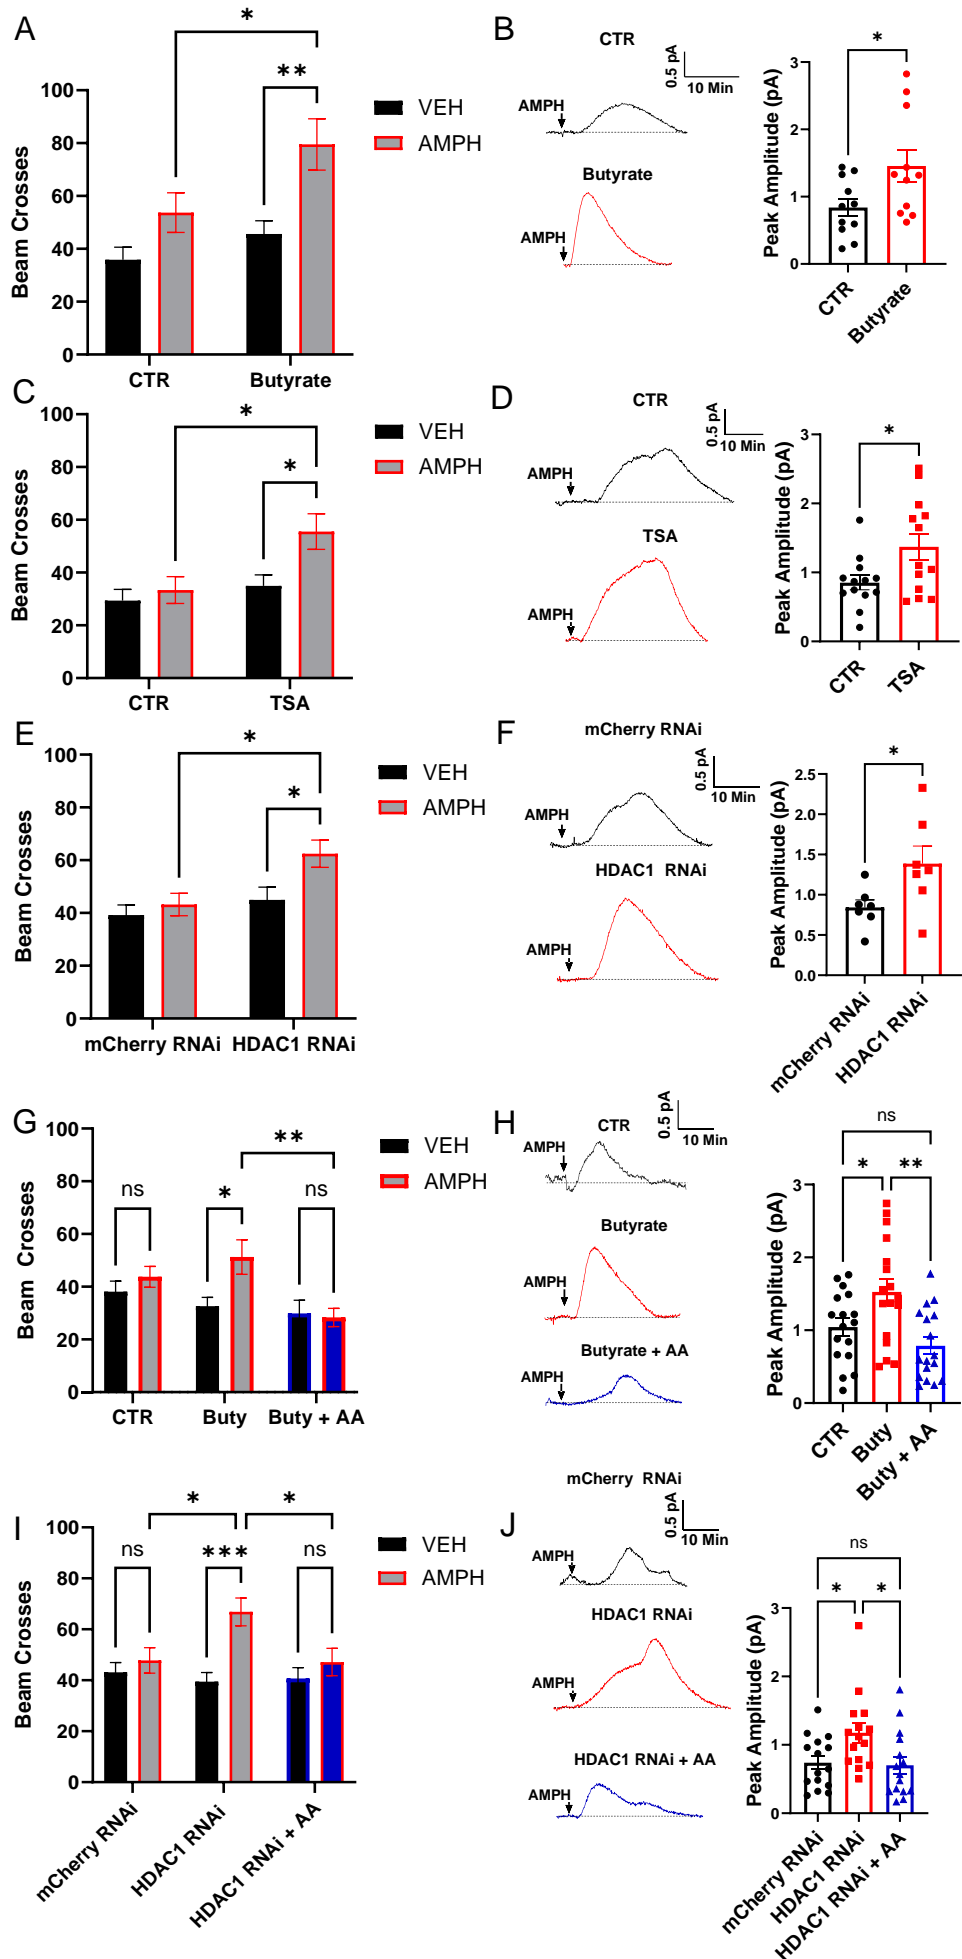 A
*
**
100
80
60
40
20
0
Beam Crosses
CTR
Butyrate
VEH
AMPH
B
CTR
0.5 pA
10 Min
AMPH
Butyrate
AMPH
*
Peak Amplitude (pA)
3
2
1
0
CTR
Butyrate
C
*
*
100
80
60
40
20
0
Beam Crosses
CTR
TSA
VEH
AMPH
D
CTR
0.5 pA
10 Min
AMPH
TSA
AMPH
*
Peak Amplitude (pA)
3
2
1
0
CTR
TSA
E
*
*
100
80
60
40
20
0
Beam Crosses
mCherry RNAi
HDAC1 RNAi
VEH
AMPH
F
mCherry RNAi
0.5 pA
10 Min
AMPH
HDAC1 RNAi
AMPH
*
Peak Amplitude (pA)
2.5
2.0
1.5
1.0
0.5
0.0
mCherry RNAi
HDAC1 RNAi
G
**
ns
*
ns
100
80
60
40
20
0
Beam Crosses
CTR
Buty
Buty + AA
VEH
AMPH
H
CTR
0.5 pA
10 Min
AMPH
Butyrate
AMPH
Butyrate + AA
AMPH
ns
*
**
Peak Amplitude (pA)
3
2
1
0
CTR
Buty
Buty + AA
I
*
*
ns
***
ns
100
80
60
40
20
0
Beam Crosses
mCherry RNAi
HDAC1 RNAi
HDAC1 RNAi + AA
VEH
AMPH
J
mCherry RNAi
0.5 pA
10 Min
AMPH
HDAC1 RNAi
AMPH
HDAC1 RNAi + AA
AMPH
ns
*
*
Peak Amplitude (pA)
3
2
1
0
mCherry RNAi
HDAC1 RNAi
HDAC1 RNAi + AA